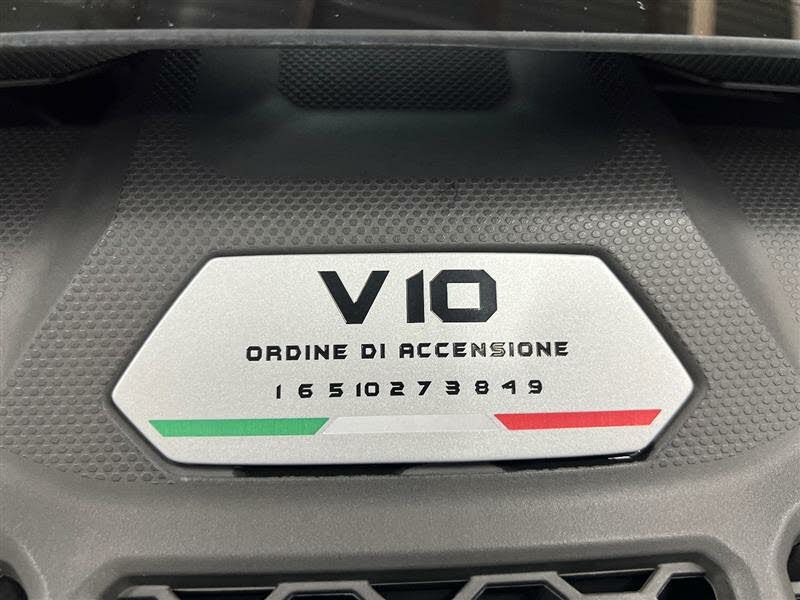 V10
ORDINE DI ACCENSIONE
1 6 5 10 2 7 3 8 4 9